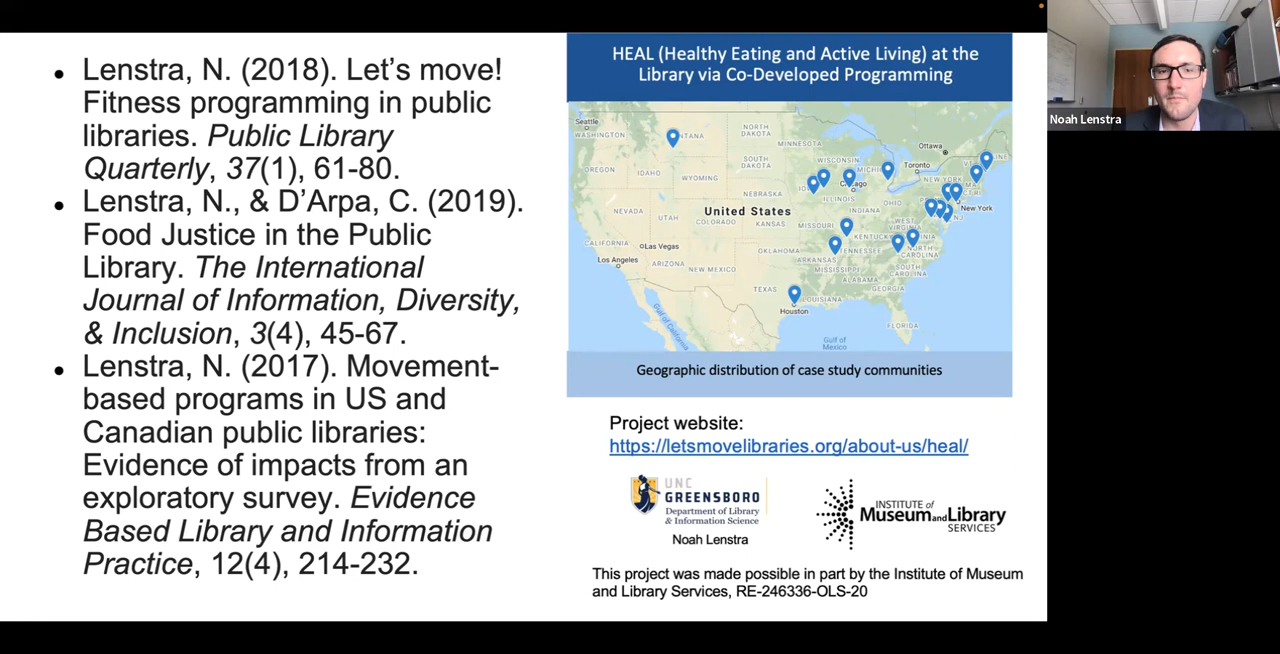 Lenstra, N. (2018). Let's move!
Fitness programming in public
libraries. Public Library
Quarterly, 37(1), 61-80.
Lenstra, N., & D'Arpa, C. (2019).
Food Justice in the Public
Library. The International
Journal of Information, Diversity,
& Inclusion, 3(4), 45-67.
Lenstra, N. (2017). Movement-
based programs in US and
Canadian public libraries:
Evidence of impacts from an
exploratory survey. Evidence
Based Library and Information
Practice, 12(4), 214-232.
HEAL (Healthy Eating and Active Living) at the
Library via Co-Developed Programming
Seattle
WASHINGTON
NTANA
NORTH
DAKOTA
MINNESOTA
Ottawa
OREGON
IDAHO
WYOMING
SOUTH
DAKOTA
WISCONSIN
MICHI
Toronto
NEW YORK
NEBRASKA
Chicago
ILLINOIS
INDIANA
OHIO
New York
NJ
NEVADA
UTAH
COLORADO
United States
KANSAS
MISSOURI
WEST
VIRGINIA
KENTUCKY
CALIFORNIA
Las Vegas
Los Angeles
ARIZONA
NEW MEXICO
OKLAHOMA
ARKANSAS
TENNESSEE
NORTH
CAROLINA
SOUTH
CAROLINA
MISSISSIPPI
ALABAMA
GEORGIA
TEXAS
LOUISIANA
Houston
FLORIDA
Gulf of
California
Gulf of
Mexico
Geographic distribution of case study communities
Project website:
https://letsmovelibraries.org/about-us/heal/
UNC
GREENSBORO
Department of Library
& Information Science
Noah Lenstra
INSTITUTE of
Museum and Library
SERVICES
This project was made possible in part by the Institute of Museum
and Library Services, RE-246336-OLS-20
Noah Lenstra